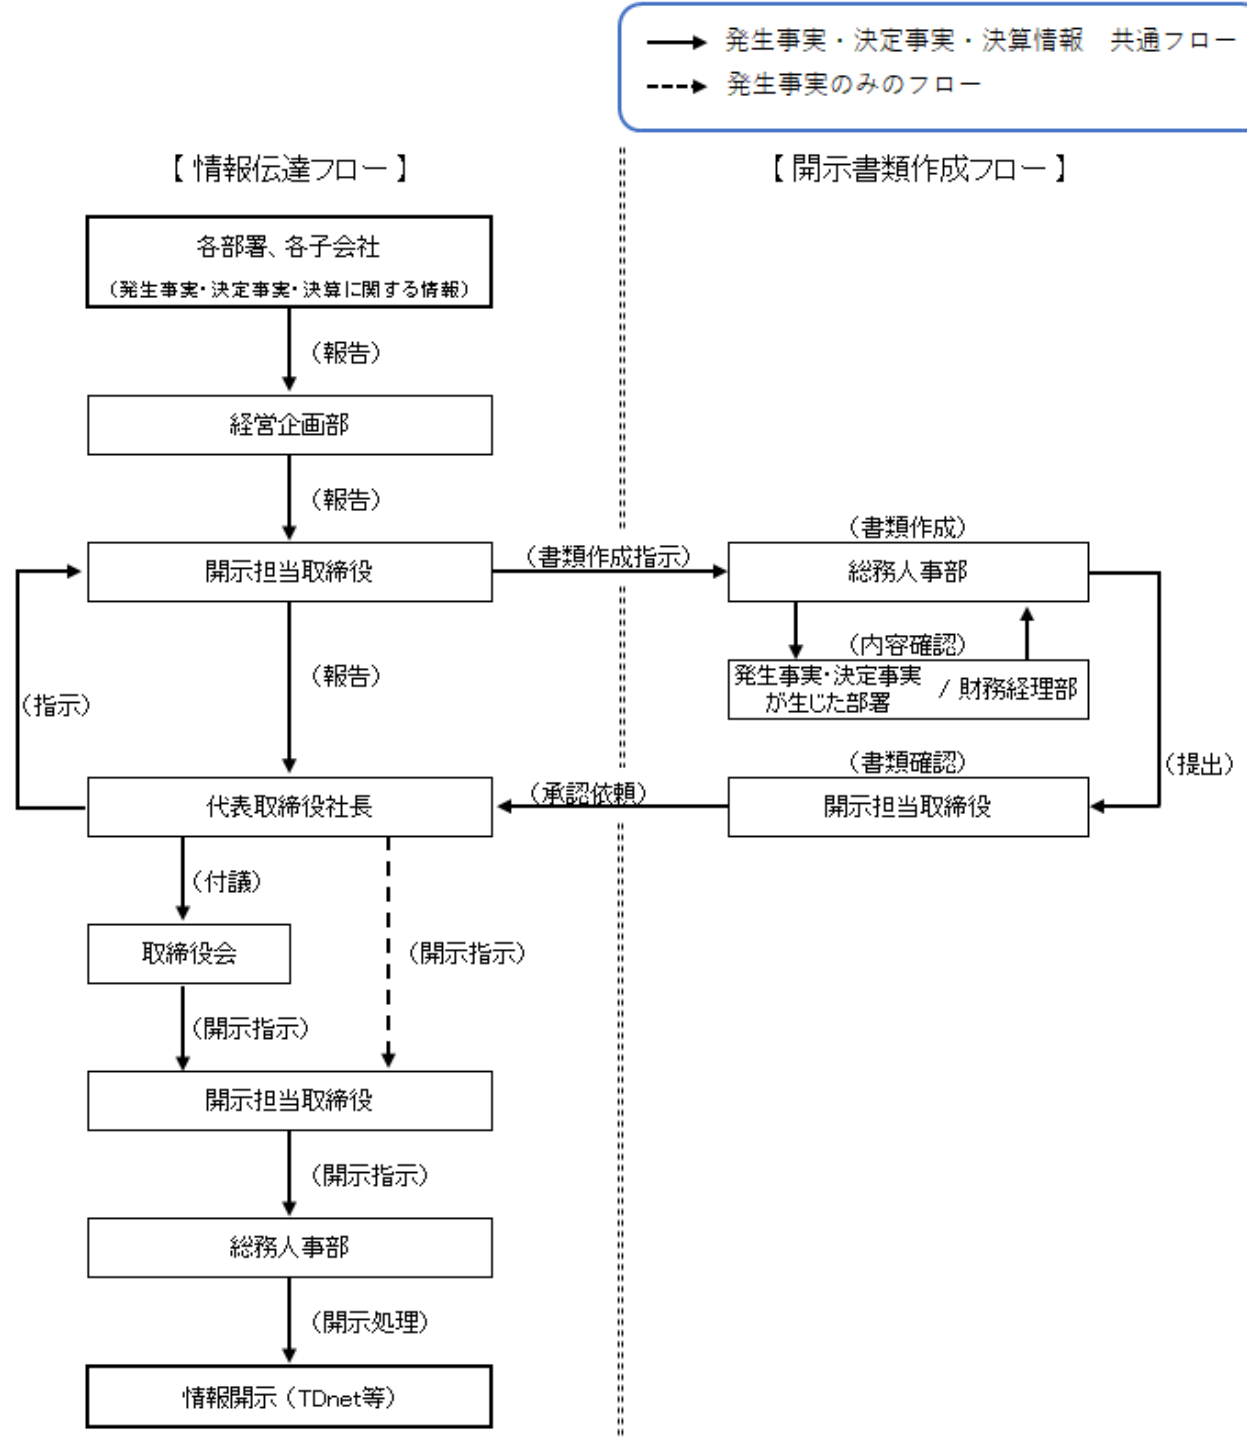 発生事実・決定事実・決算情報　共通フロー
発生事実のみのフロー
【情報伝達フロー】
【開示書類作成フロー】
各部署、各子会社
（発生事実・決定事実・決算に関する情報）
（報告）
経営企画部
（報告）
開示担当取締役
（書類作成指示）
（書類作成）
総務人事部
（内容確認）
発生事実・決定事実
が生じた部署
/ 財務経理部
（報告）
（指示）
（提出）
（書類確認）
開示担当取締役
（承認依頼）
代表取締役社長
（付議）
取締役会
（開示指示）
（開示指示）
開示担当取締役
（開示指示）
総務人事部
（開示処理）
情報開示（TDnet等）